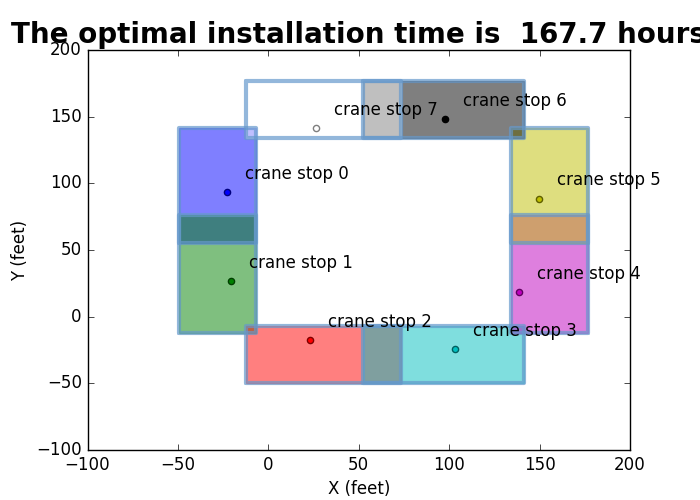 The optimal installation time is 167.7 hours
200
150
100
50
0
−50
−100
−100
−50
0
50
100
150
200
Y (feet)
X (feet)
crane stop 7
crane stop 6
crane stop 0
crane stop 5
crane stop 1
crane stop 4
crane stop 2
crane stop 3